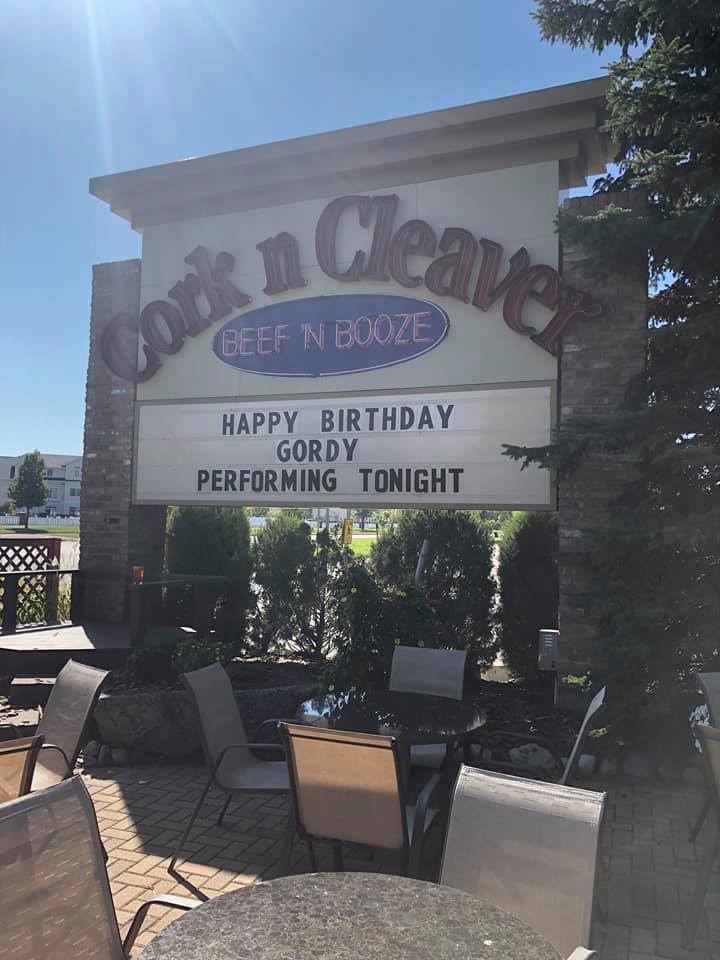 Cork n Cleaver
BEEF 'N BOOZE
HAPPY BIRTHDAY
GORDY
PERFORMING TONIGHT